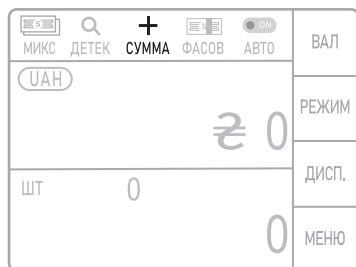 МИКС ДЕТЕК СУММА ФАСОВ АВТО
ON
ВАЛ
UAH
РЕЖИМ
₴ 0
ДИСП.
ШТ 0
0
МЕНЮ